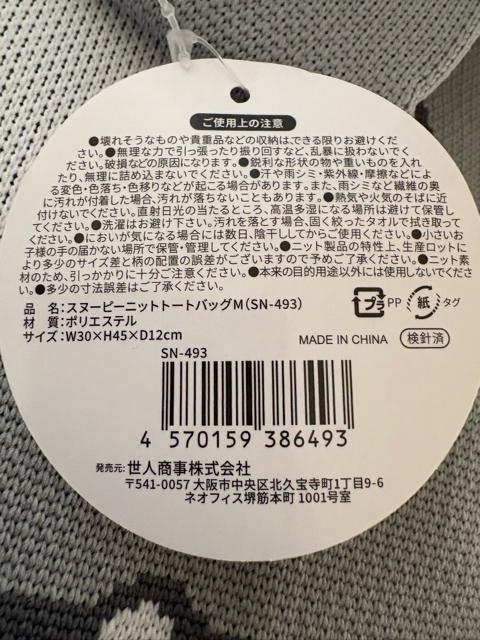 ご使用上の注意
●壊れそうなものや貴重品などの収納はできる限りお避けくだ
さい。●無理な力で引っ張ったり振り回すなど、乱暴に扱わないでくだ
さい。破損などの原因になります。●鋭利な形状の物や重いものを入れ
たり、無理に詰め込まないでください。●汗や雨シミ・紫外線・摩擦などによ
る変色・色落ち・色移りなどが起こる場合があります。また、雨シミなど繊維の奥
に汚れが付着した場合、汚れが落ちないこともあります。●熱気や火気のそばに近
付けないでください。直射日光の当たるところ、高温多湿になる場所は避けて保管し
てください。●洗濯はお避け下さい。汚れを落とす場合、固く絞ったタオルで拭き取って
ください。●においが気になる場合には数日、陰干ししてからご使用ください。●小さいお
子様の手の届かない場所で保管・管理してください。●ニット製品の特性上、生産ロットに
より多少のサイズ差と柄の配置の誤差がございますので予めご了承ください。●ニット素
材のため、引っかかりに十分ご注意ください。●本来の目的用途以外には使用しないでくだ
さい。●多少の寸法誤差はご了承ください。
品 名：スヌーピーニットトートバッグM（SN-493）
材 質：ポリエステル
サイズ：W30×H45×D12cm
プラ PP 紙 タグ
MADE IN CHINA 検針済
SN-493
4 570159 386493
発売元：世人商事株式会社
〒541-0057 大阪市中央区北久宝寺町1丁目9-6
ネオフィス堺筋本町 1001号室